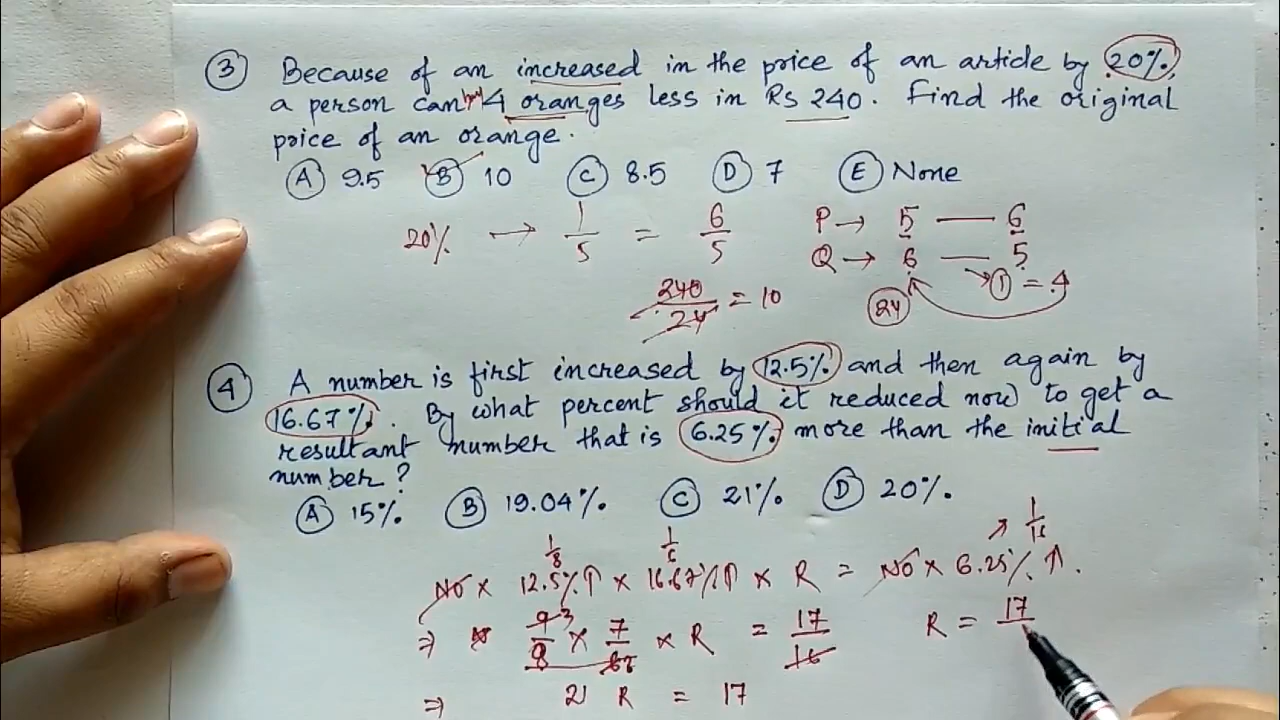 ③ Because of an increased in the price of an article by 20%.
a person can buy 4 oranges less in Rs 240. Find the original
price of an orange.
Ⓐ 9.5 Ⓑ 10 Ⓒ 8.5 Ⓓ 7 Ⓔ None
20% → 1/5 = 6/5
P → 5 — 6
Q → 6 — 5
① = 4
24
240/24 = 10
④ A number is first increased by 12.5% and then again by
16.67%. By what percent should it reduced now to get a
resultant number that is 6.25% more than the initial
number?
Ⓐ 15% Ⓑ 19.04% Ⓒ 21% Ⓓ 20%.
1/8 1/6 1/16
No × 12.5%↑ × 16.67%↑ × R = No × 6.25%↑.
⇒ 9/8 × 7/6 × R = 17/16 R = 17
3
⇒ 21 R = 17